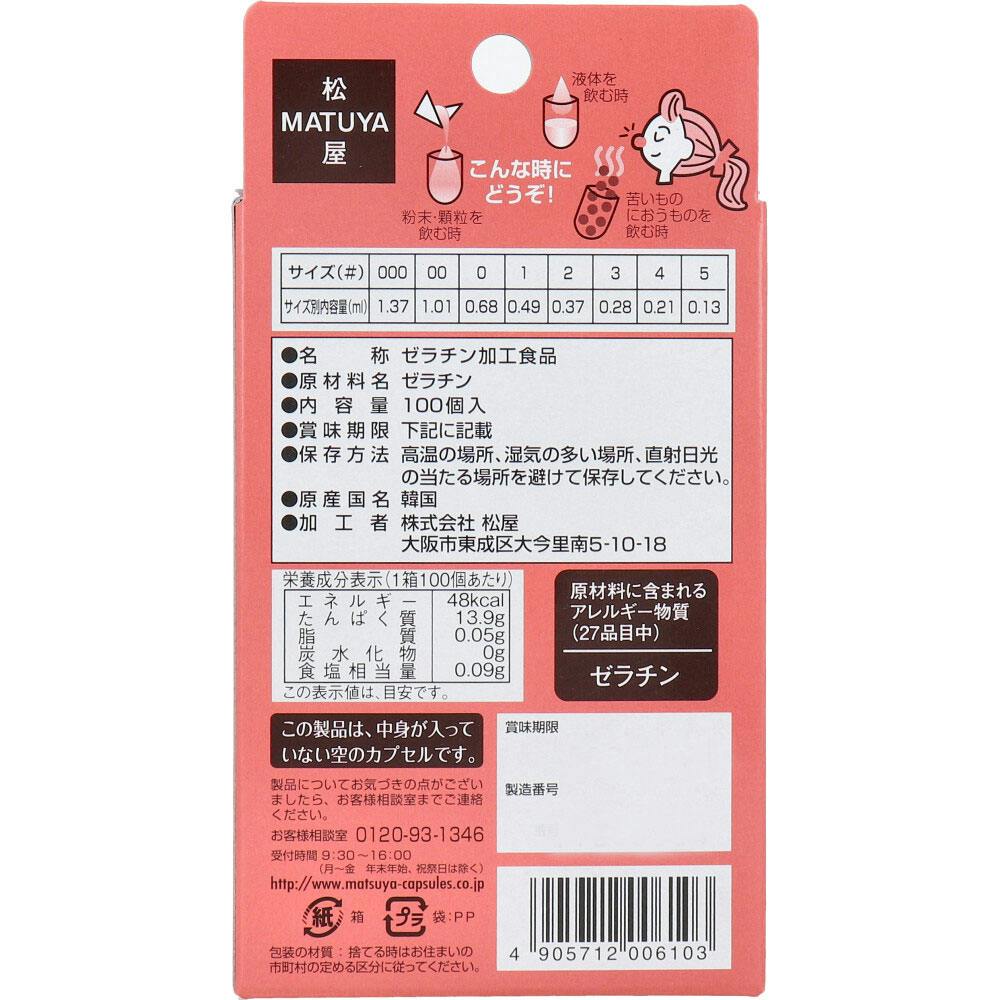 松
MATUYA
屋
液体を
飲む時
こんな時に
どうぞ!
粉末・顆粒を
飲む時
苦いもの
におうものを
飲む時
サイズ(#) 000 00 0 1 2 3 4 5
サイズ別内容量(ml) 1.37 1.01 0.68 0.49 0.37 0.28 0.21 0.13
●名称 ゼラチン加工食品
●原材料名 ゼラチン
●内容量 100個入
●賞味期限 下記に記載
●保存方法 高温の場所、湿気の多い場所、直射日光
の当たる場所を避けて保存してください。
●原産国名 韓国
●加工者 株式会社 松屋
大阪市東成区大今里南5-10-18
栄養成分表示(1箱100個あたり)
エネルギー 48kcal
たんぱく質 13.9g
脂質 0.05g
炭水化物 0g
食塩相当量 0.09g
この表示値は、目安です。
原材料に含まれる
アレルギー物質
(27品目中)
ゼラチン
この製品は、中身が入って
いない空のカプセルです。
製品についてお気づきの点がござい
ましたら、お客様相談室までご連絡
ください。
お客様相談室 0120-93-1346
受付時間 9:30~16:00
(月~金 年末年始、祝祭日は除く)
http://www.matsuya-capsules.co.jp
紙 箱 プラ 袋:PP
包装の材質:捨てる時はお住まいの
市町村の定める区分に従ってください。
賞味期限
製造番号
4 905712 006103